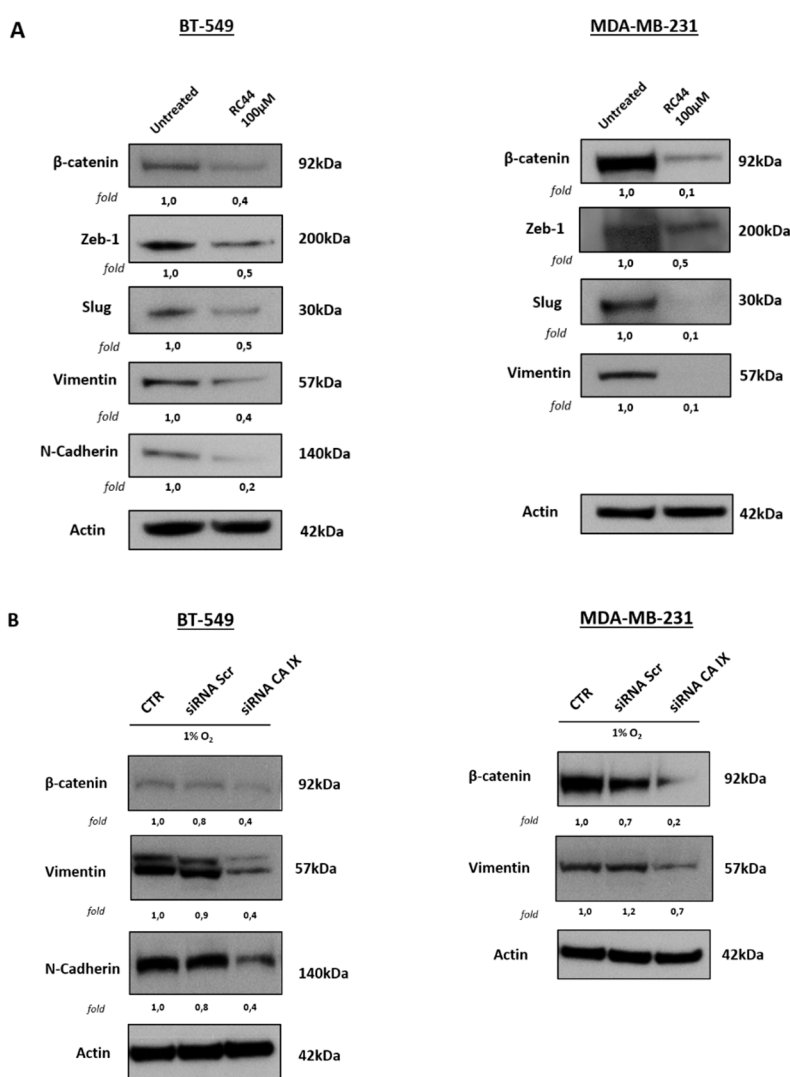 A
BT-549
MDA-MB-231
Untreated
RC44
100μM
Untreated
RC44
100μM
β-catenin
92kDa
fold 1,0 0,4
Zeb-1
200kDa
fold 1,0 0,5
Slug
30kDa
fold 1,0 0,5
Vimentin
57kDa
fold 1,0 0,4
N-Cadherin
140kDa
fold 1,0 0,2
Actin
42kDa
β-catenin
92kDa
fold 1,0 0,1
Zeb-1
200kDa
fold 1,0 0,5
Slug
30kDa
fold 1,0 0,1
Vimentin
57kDa
fold 1,0 0,1
Actin
42kDa
B
BT-549
MDA-MB-231
CTR
siRNA Scr
siRNA CA IX
1% O₂
β-catenin
92kDa
fold 1,0 0,8 0,4
Vimentin
57kDa
fold 1,0 0,9 0,4
N-Cadherin
140kDa
fold 1,0 0,8 0,4
Actin
42kDa
CTR
siRNA Scr
siRNA CA IX
1% O₂
β-catenin
92kDa
fold 1,0 0,7 0,2
Vimentin
57kDa
fold 1,0 1,2 0,7
Actin
42kDa